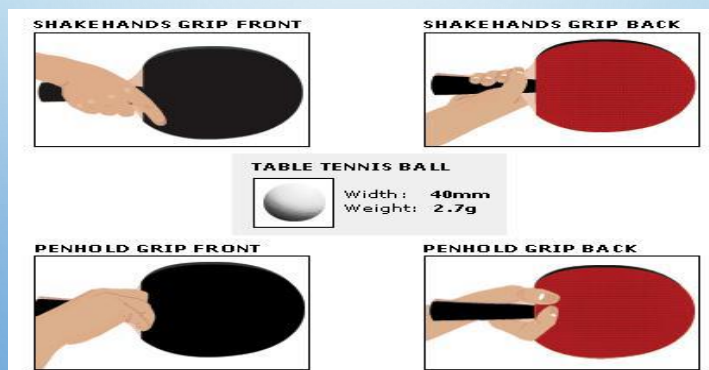 SHAKEHANDS GRIP FRONT
SHAKEHANDS GRIP BACK
TABLE TENNIS BALL
Width: 40mm
Weight: 2.7g
PENHOLD GRIP FRONT
PENHOLD GRIP BACK